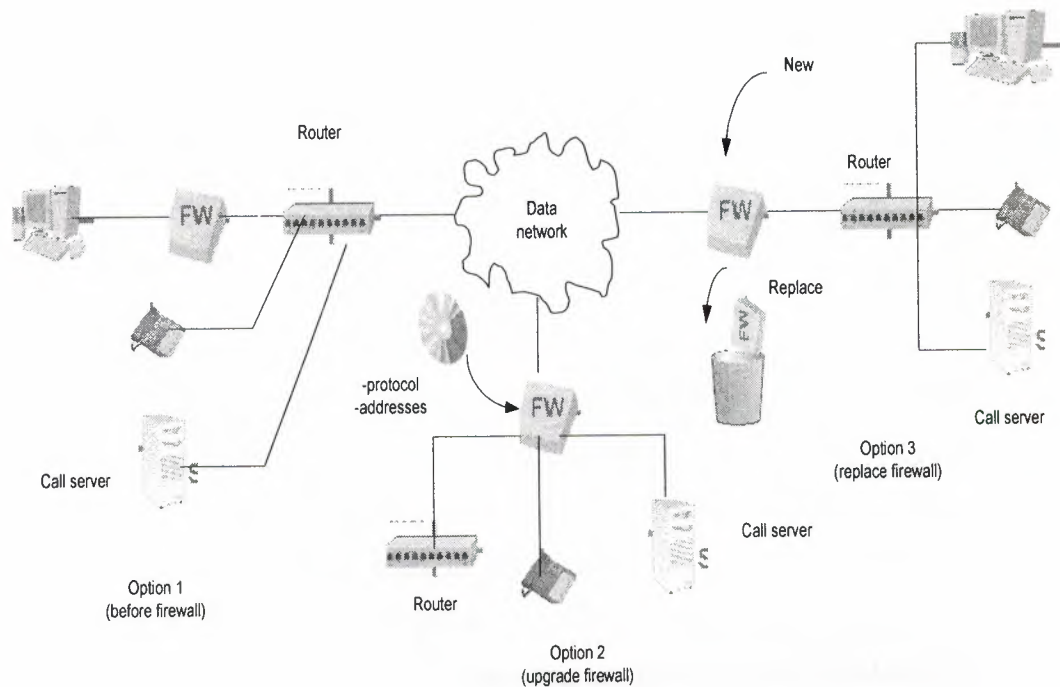 New
Router
Router
FW
FW
Data
network
Replace
FW
-protocol
-addresses
FW
Call server
Option 3
(replace firewall)
Call server
Call server
Option 1
(before firewall)
Router
Option 2
(upgrade firewall)